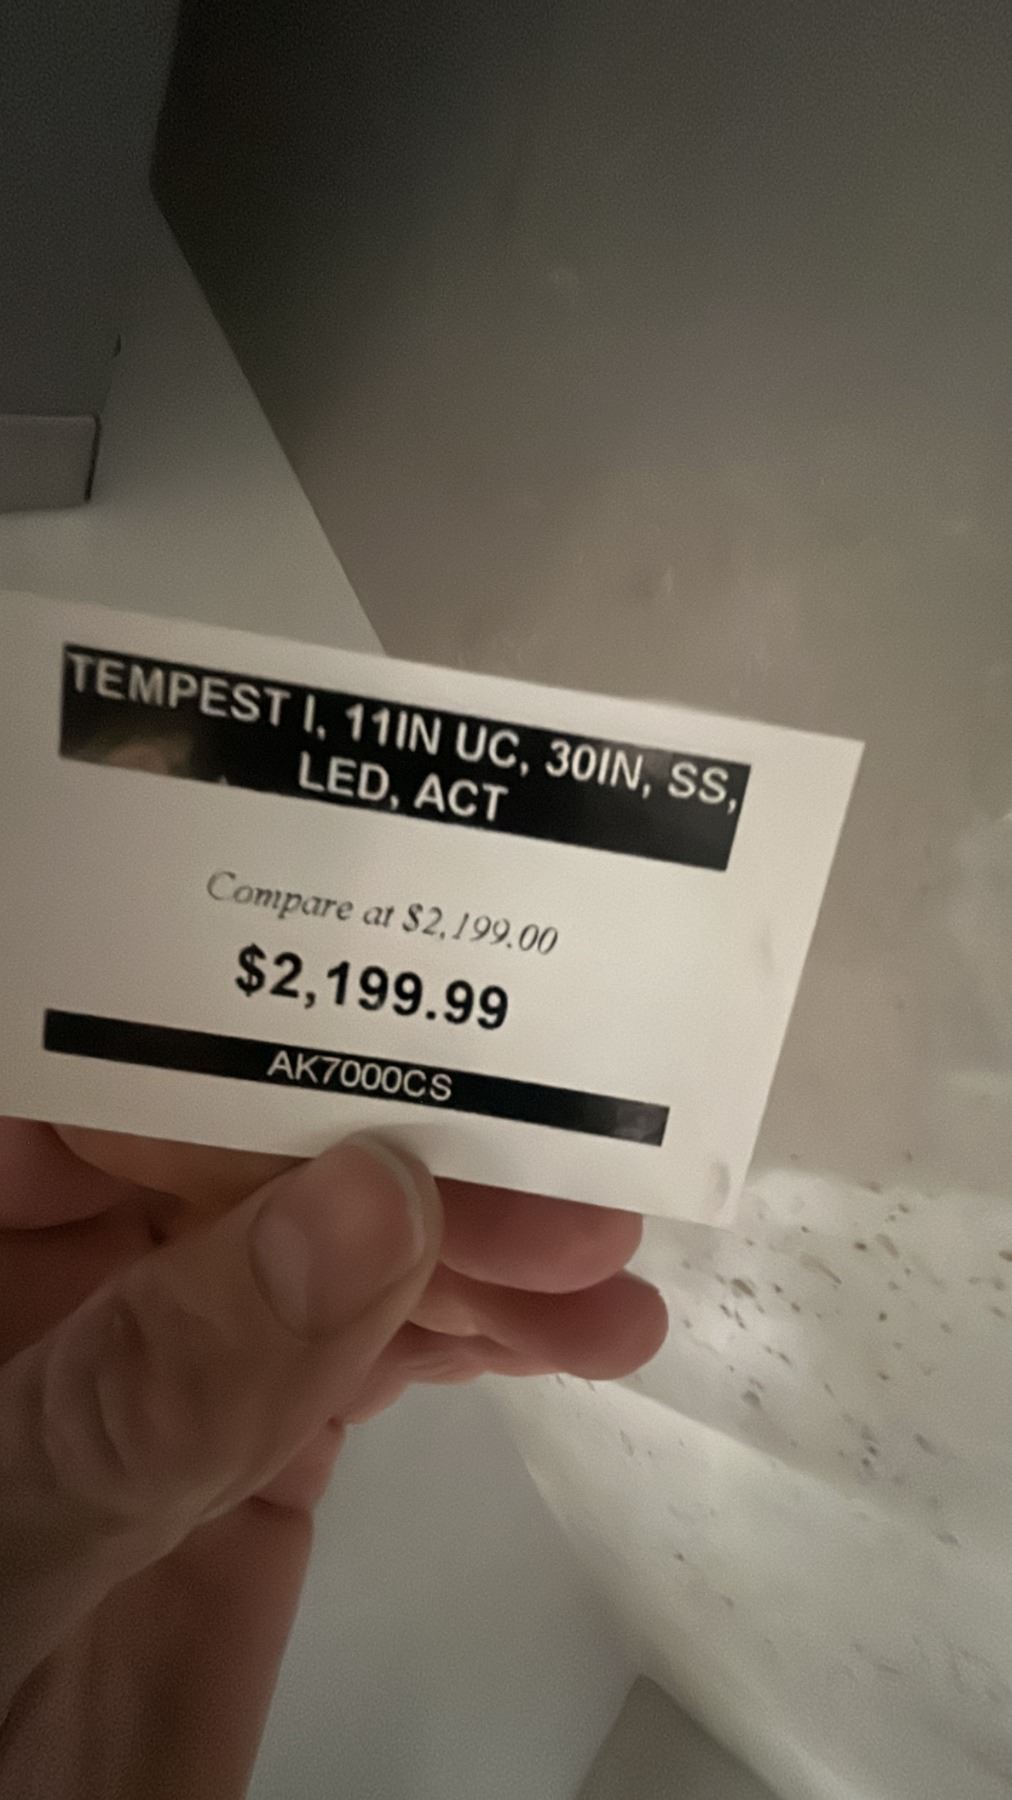 TEMPEST I, 11IN UC, 30IN, SS,
LED, ACT
Compare at $2,199.00
$2,199.99
AK7000CS